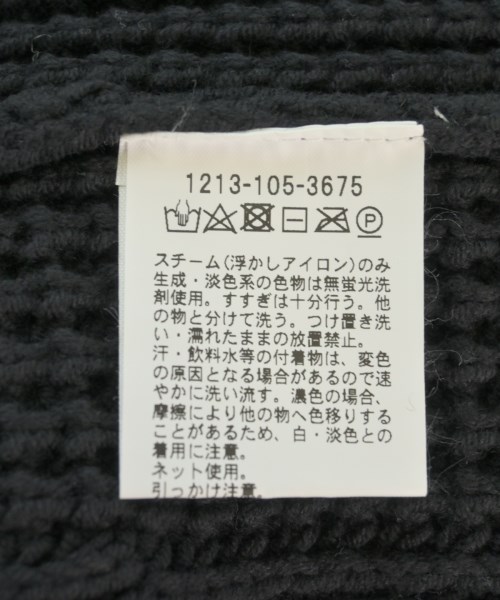 1213-105-3675
P
スチーム(浮かしアイロン)のみ
生成・淡色系の色物は無蛍光洗
剤使用。すすぎは十分行う。他
の物と分けて洗う。つけ置き洗
い・濡れたままの放置禁止。
汗・飲料水等の付着物は、変色
の原因となる場合があるので速
やかに洗い流す。濃色の場合、
摩擦により他の物へ色移りする
ことがあるため、白・淡色との
着用に注意。
ネット使用。
引っかけ注意。